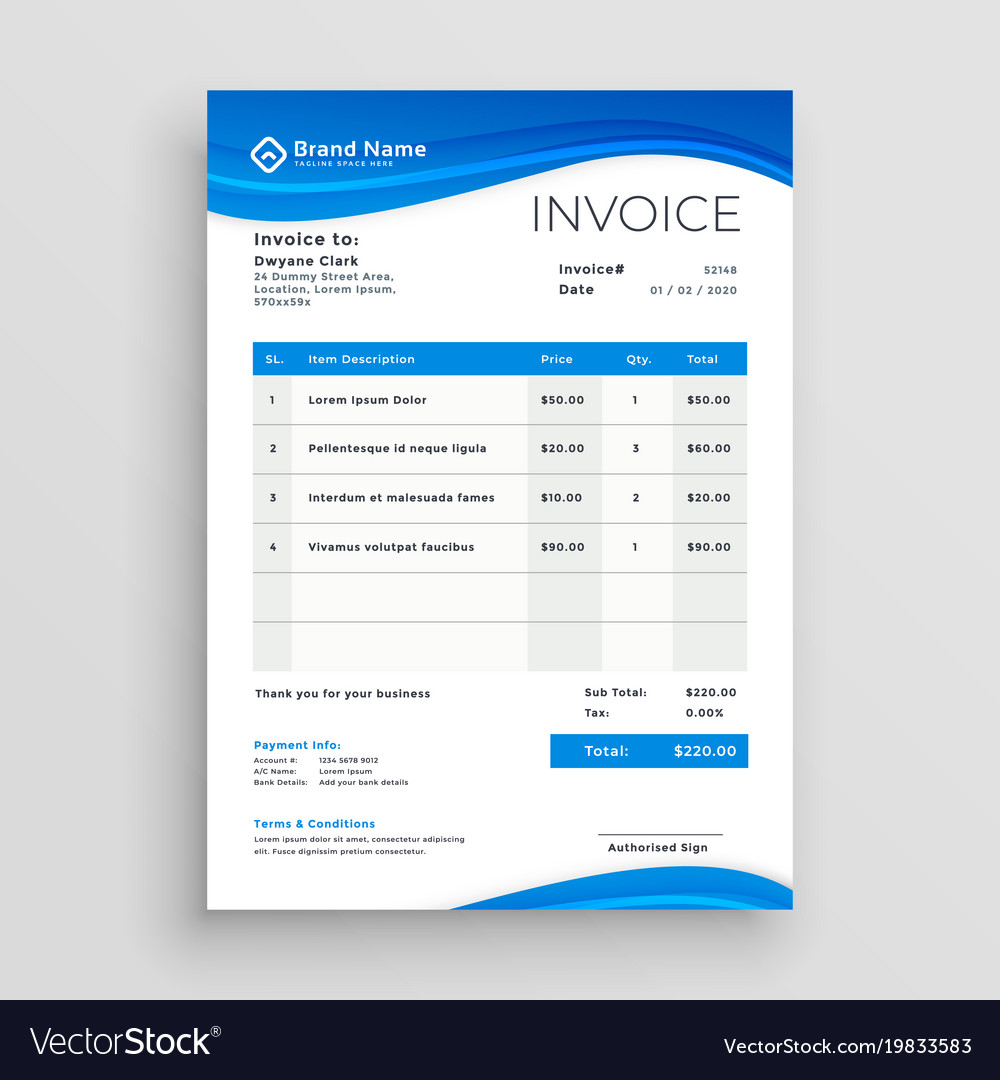 Brand Name
TAGLINE SPACE HERE
INVOICE
Invoice to:
Dwyane Clark
24 Dummy Street Area,
Location, Lorem Ipsum,
570xx59x
Invoice# 52148
Date 01 / 02 / 2020
SL. Item Description Price Qty. Total
1 Lorem Ipsum Dolor $50.00 1 $50.00
2 Pellentesque id neque ligula $20.00 3 $60.00
3 Interdum et malesuada fames $10.00 2 $20.00
4 Vivamus volutpat faucibus $90.00 1 $90.00
Thank you for your business
Sub Total: $220.00
Tax: 0.00%
Total: $220.00
Payment Info:
Account #: 1234 5678 9012
A/C Name: Lorem Ipsum
Bank Details: Add your bank details
Terms & Conditions
Lorem ipsum dolor sit amet, consectetur adipiscing
elit. Fusce dignissim pretium consectetur.
Authorised Sign
VectorStock®
VectorStock.com/19833583